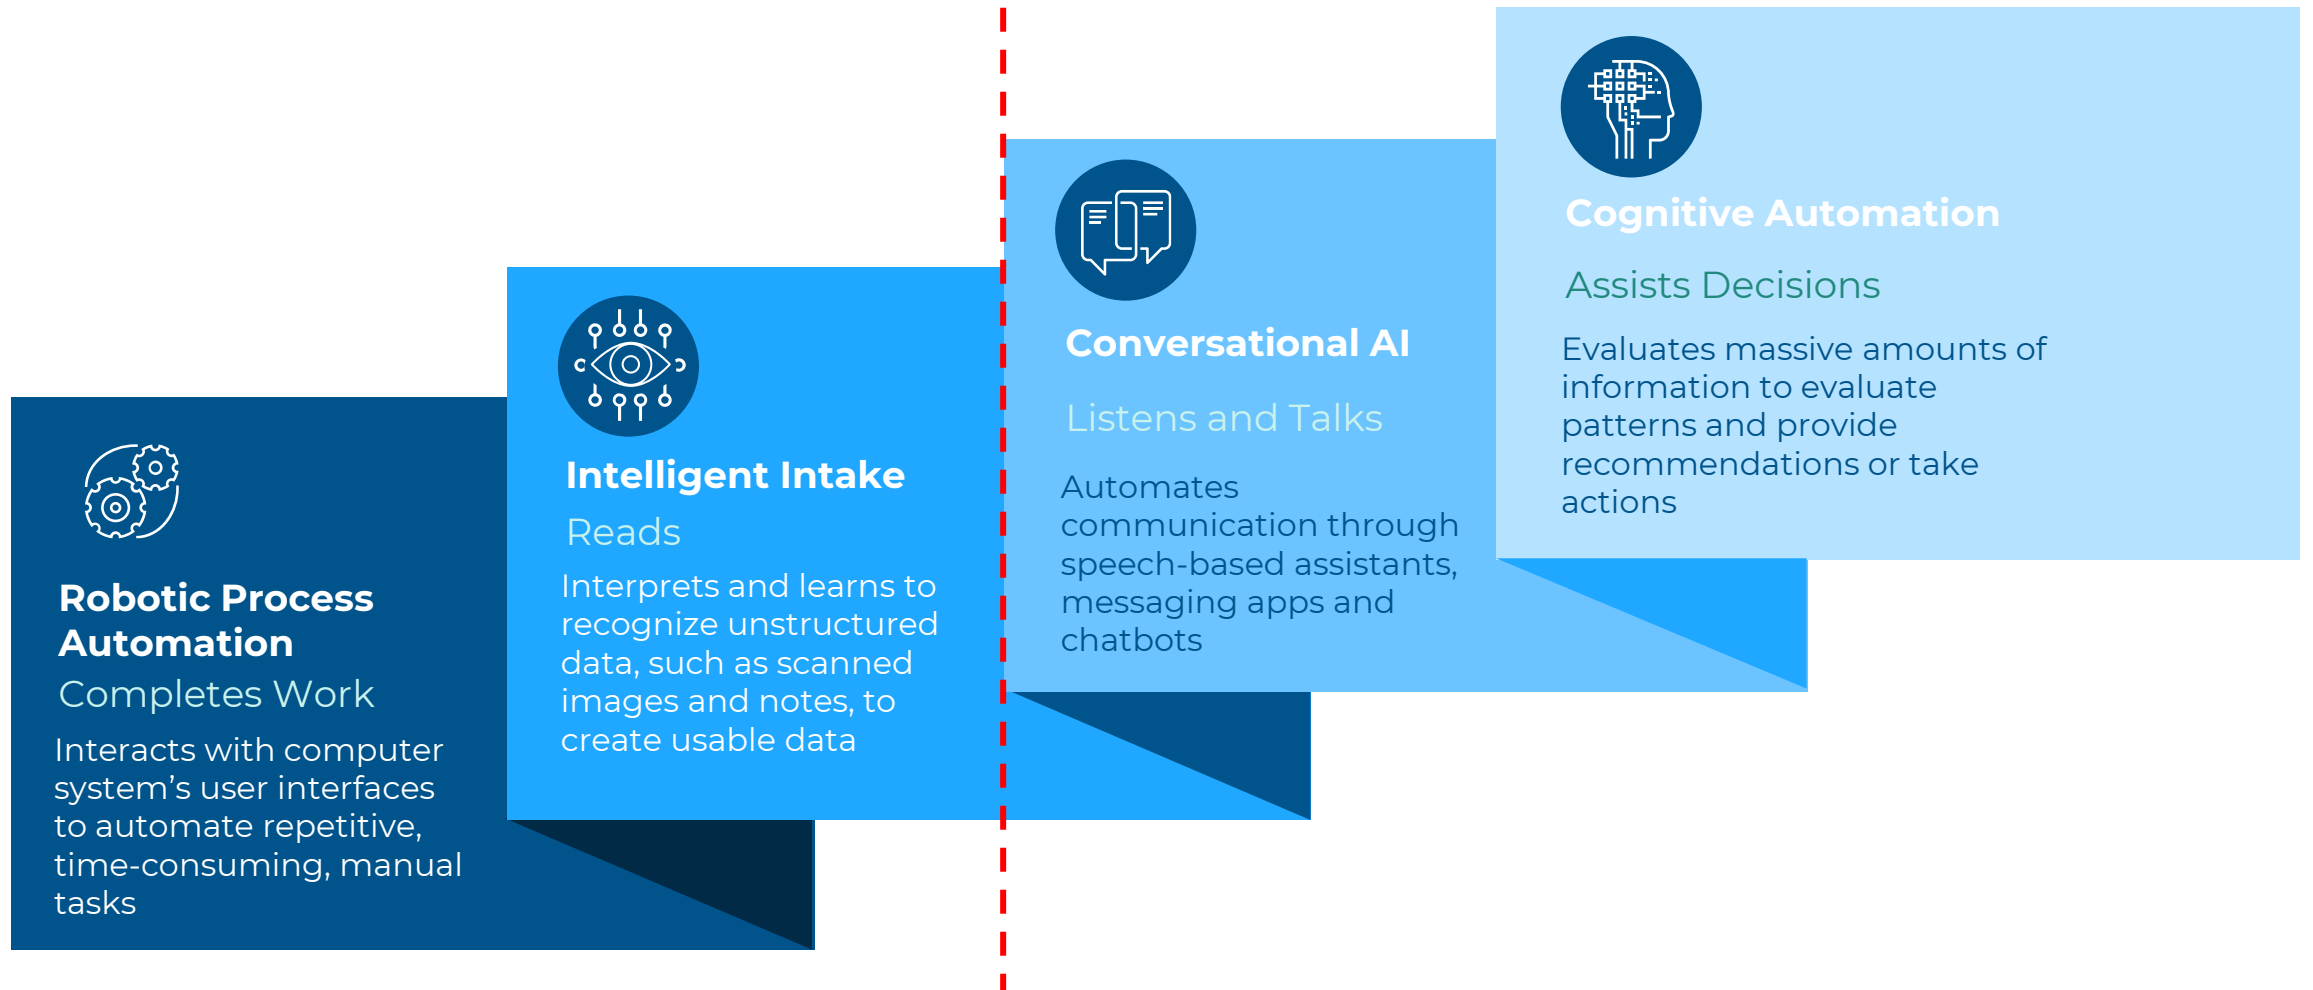 Robotic Process
Automation
Completes Work
Interacts with computer
system’s user interfaces
to automate repetitive,
time-consuming, manual
tasks
Intelligent Intake
Reads
Interprets and learns to
recognize unstructured
data, such as scanned
images and notes, to
create usable data
Conversational AI
Listens and Talks
Automates
communication through
speech-based assistants,
messaging apps and
chatbots
Cognitive Automation
Assists Decisions
Evaluates massive amounts of
information to evaluate
patterns and provide
recommendations or take
actions